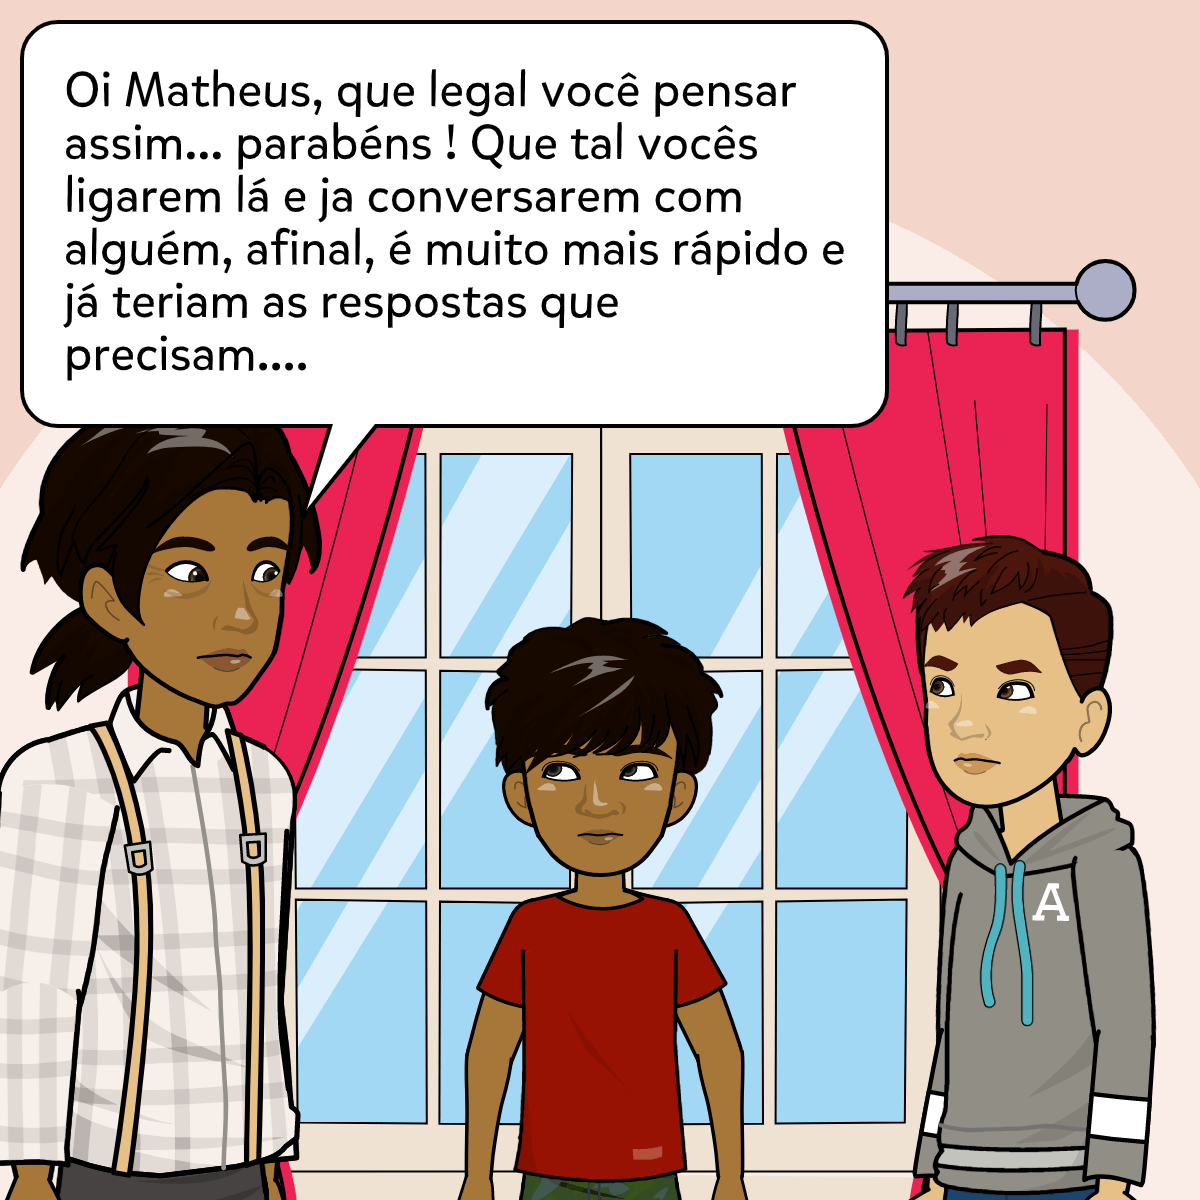 Oi Matheus, que legal você pensar
assim... parabéns ! Que tal vocês
ligarem lá e ja conversarem com
alguém, afinal, é muito mais rápido e
já teriam as respostas que
precisam....
A